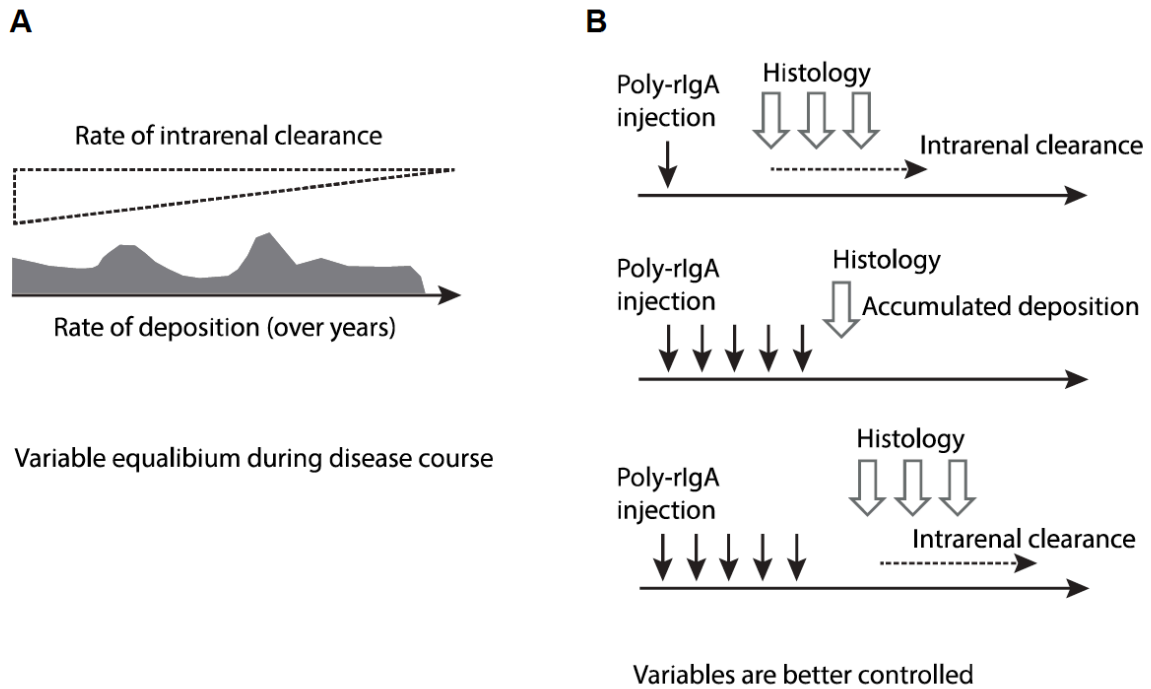 A
Rate of intrarenal clearance
Rate of deposition (over years)
Variable equalibium during disease course
B
Poly-rIgA
injection
Histology
Intrarenal clearance
Poly-rIgA
injection
Histology
Accumulated deposition
Poly-rIgA
injection
Histology
Intrarenal clearance
Variables are better controlled